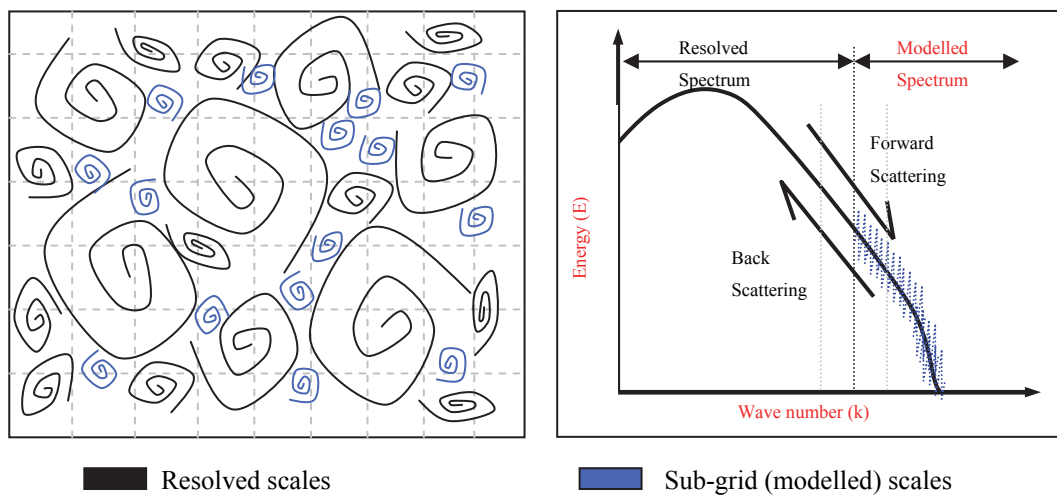 Resolved
Spectrum
Modelled
Spectrum
Forward
Scattering
Back
Scattering
Energy (E)
Wave number (k)
Resolved scales
Sub-grid (modelled) scales